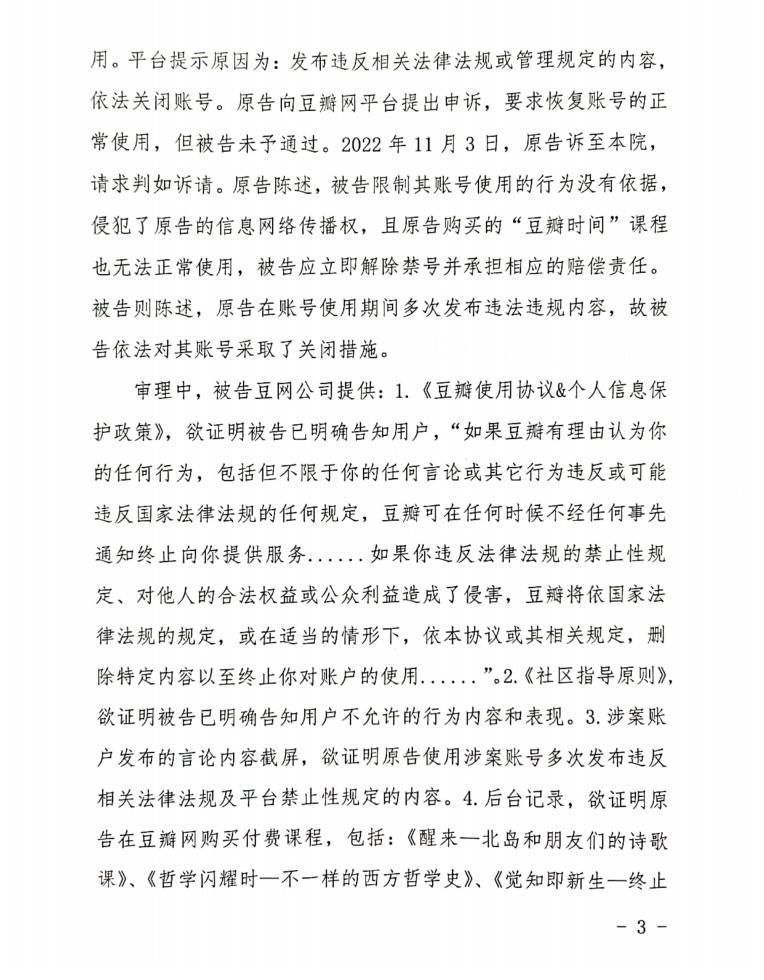 用。平台提示原因为：发布违反相关法律法规或管理规定的内容，
依法关闭账号。原告向豆瓣网平台提出申诉，要求恢复账号的正
常使用，但被告未予通过。2022 年 11 月 3 日，原告诉至本院，
请求判如诉请。原告陈述，被告限制其账号使用的行为没有依据，
侵犯了原告的信息网络传播权，且原告购买的“豆瓣时间”课程
也无法正常使用，被告应立即解除禁号并承担相应的赔偿责任。
被告则陈述，原告在账号使用期间多次发布违法违规内容，故被
告依法对其账号采取了关闭措施。
审理中，被告豆网公司提供：1.《豆瓣使用协议&个人信息保
护政策》，欲证明被告已明确告知用户，“如果豆瓣有理由认为你
的任何行为，包括但不限于你的任何言论或其它行为违反或可能
违反国家法律法规的任何规定，豆瓣可在任何时候不经任何事先
通知终止向你提供服务......如果你违反法律法规的禁止性规
定、对他人的合法权益或公众利益造成了侵害，豆瓣将依国家法
律法规的规定，或在适当的情形下，依本协议或其相关规定，删
除特定内容以至终止你对账户的使用......”。2.《社区指导原则》，
欲证明被告已明确告知用户不允许的行为内容和表现。3.涉案账
户发布的言论内容截屏，欲证明原告使用涉案账号多次发布违反
相关法律法规及平台禁止性规定的内容。4.后台记录，欲证明原
告在豆瓣网购买付费课程，包括：《醒来—北岛和朋友们的诗歌
课》、《哲学闪耀时—不一样的西方哲学史》、《觉知即新生—终止
- 3 -